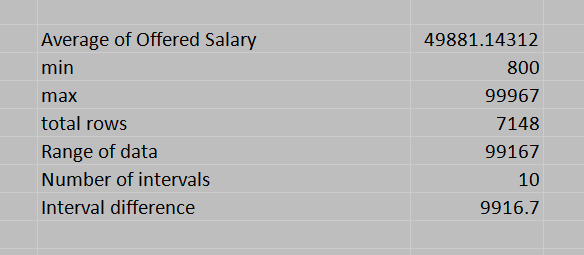 Average of Offered Salary 49881.14312
min 800
max 99967
total rows 7148
Range of data 99167
Number of intervals 10
Interval difference 9916.7